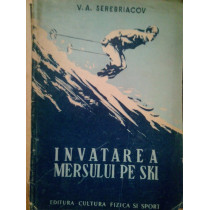 V. A. SEREBRIACOV
INVATAREA
MERSULUI PE SKI
EDITURA CULTURA FIZICA SI SPORT